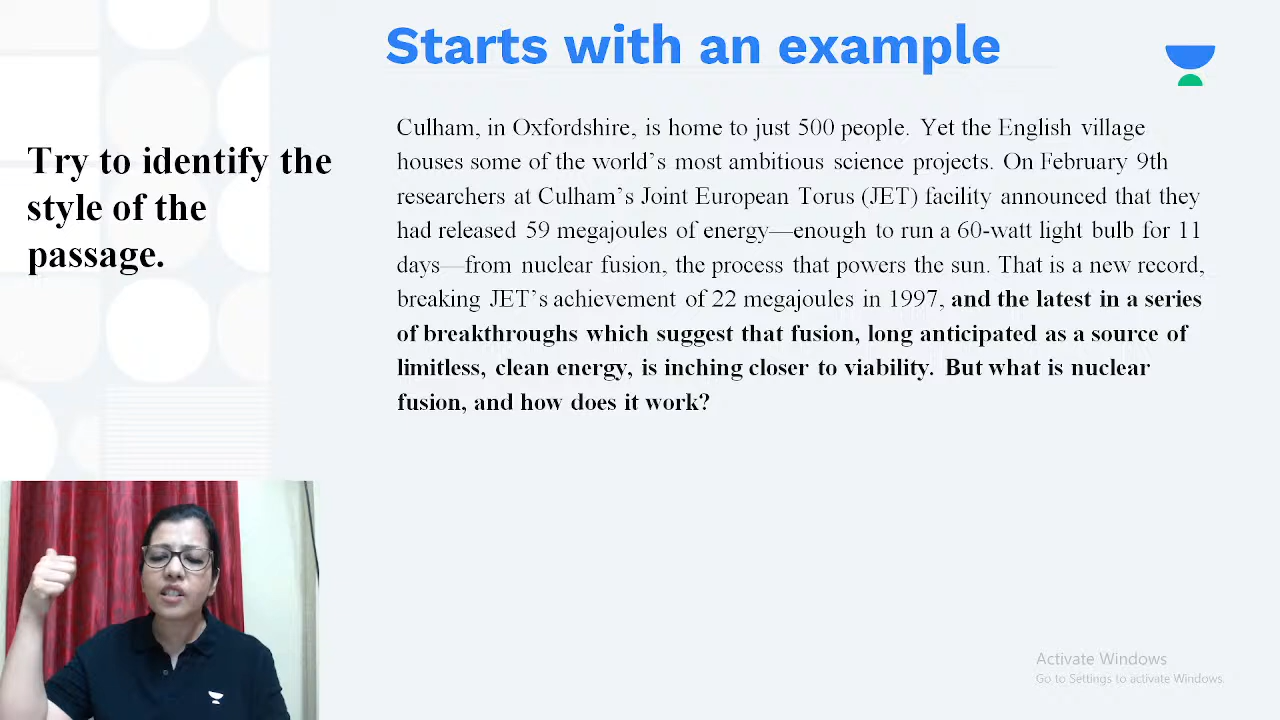 Starts with an example
Try to identify the
style of the
passage.
Culham, in Oxfordshire, is home to just 500 people. Yet the English village
houses some of the world's most ambitious science projects. On February 9th
researchers at Culham's Joint European Torus (JET) facility announced that they
had released 59 megajoules of energy—enough to run a 60-watt light bulb for 11
days—from nuclear fusion, the process that powers the sun. That is a new record,
breaking JET's achievement of 22 megajoules in 1997, and the latest in a series
of breakthroughs which suggest that fusion, long anticipated as a source of
limitless, clean energy, is inching closer to viability. But what is nuclear
fusion, and how does it work?
Activate Windows
Go to Settings to activate Windows.